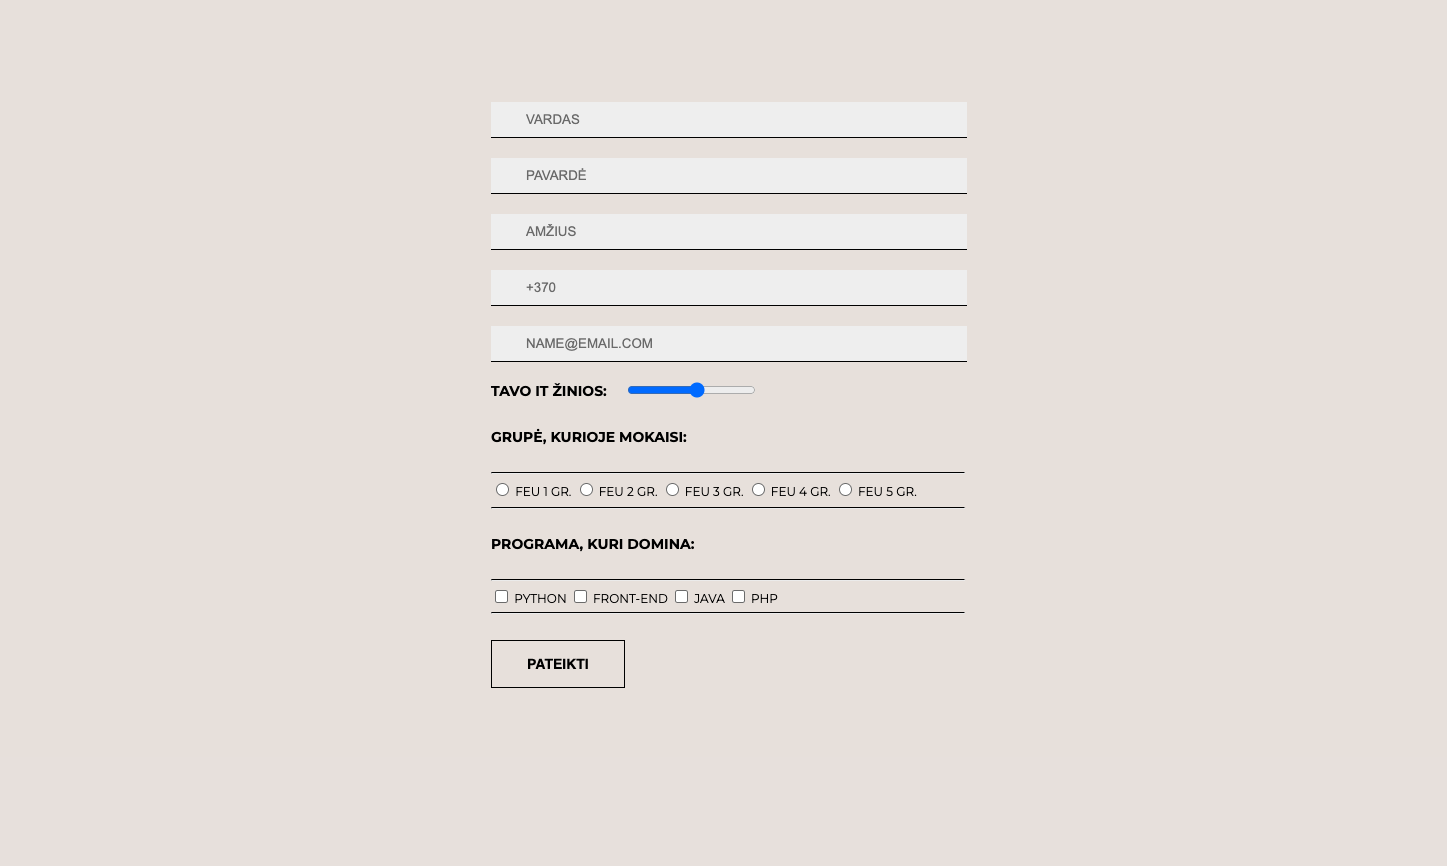 VARDAS
PAVARDĖ
AMŽIUS
+370
NAME@EMAIL.COM
TAVO IT ŽINIOS:
GRUPĖ, KURIOJE MOKAISI:
FEU 1 GR. FEU 2 GR. FEU 3 GR. FEU 4 GR. FEU 5 GR.
PROGRAMA, KURI DOMINA:
PYTHON FRONT-END JAVA PHP
PATEIKTI